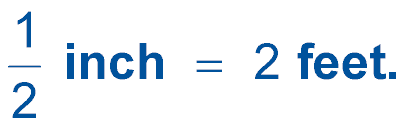 1/2 inch = 2 feet.